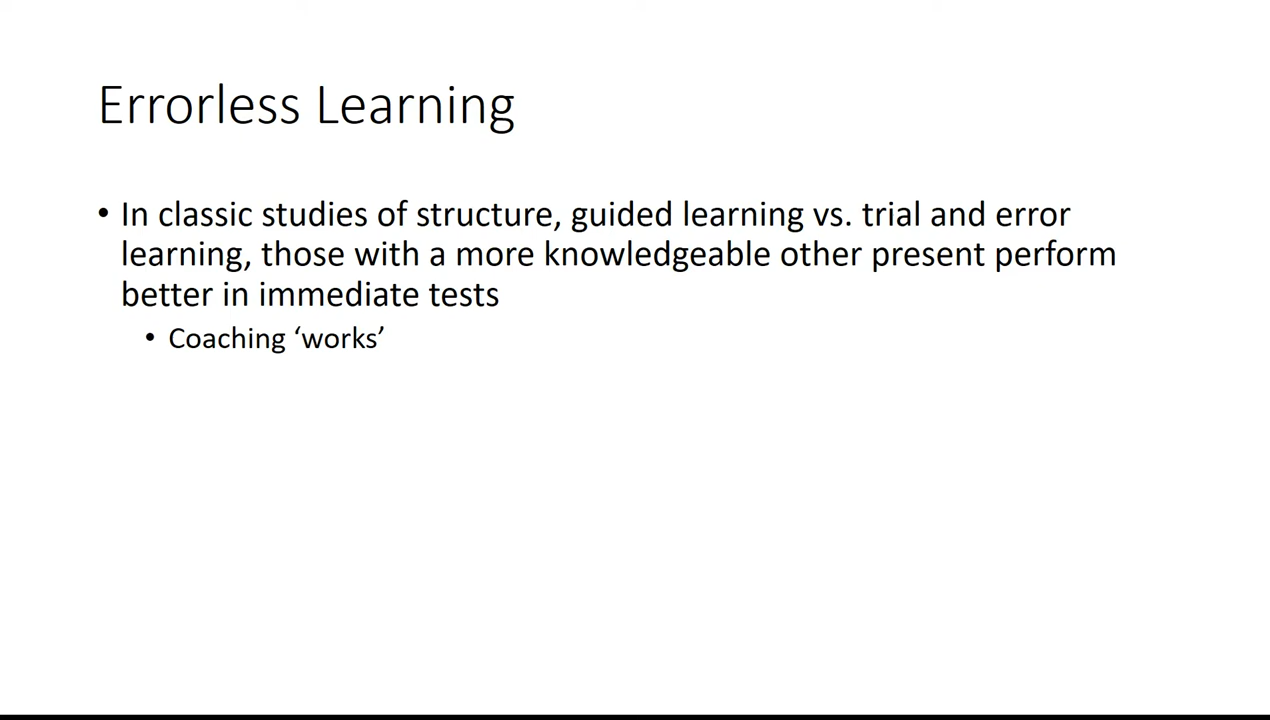 Errorless Learning
• In classic studies of structure, guided learning vs. trial and error
learning, those with a more knowledgeable other present perform
better in immediate tests
• Coaching ‘works’